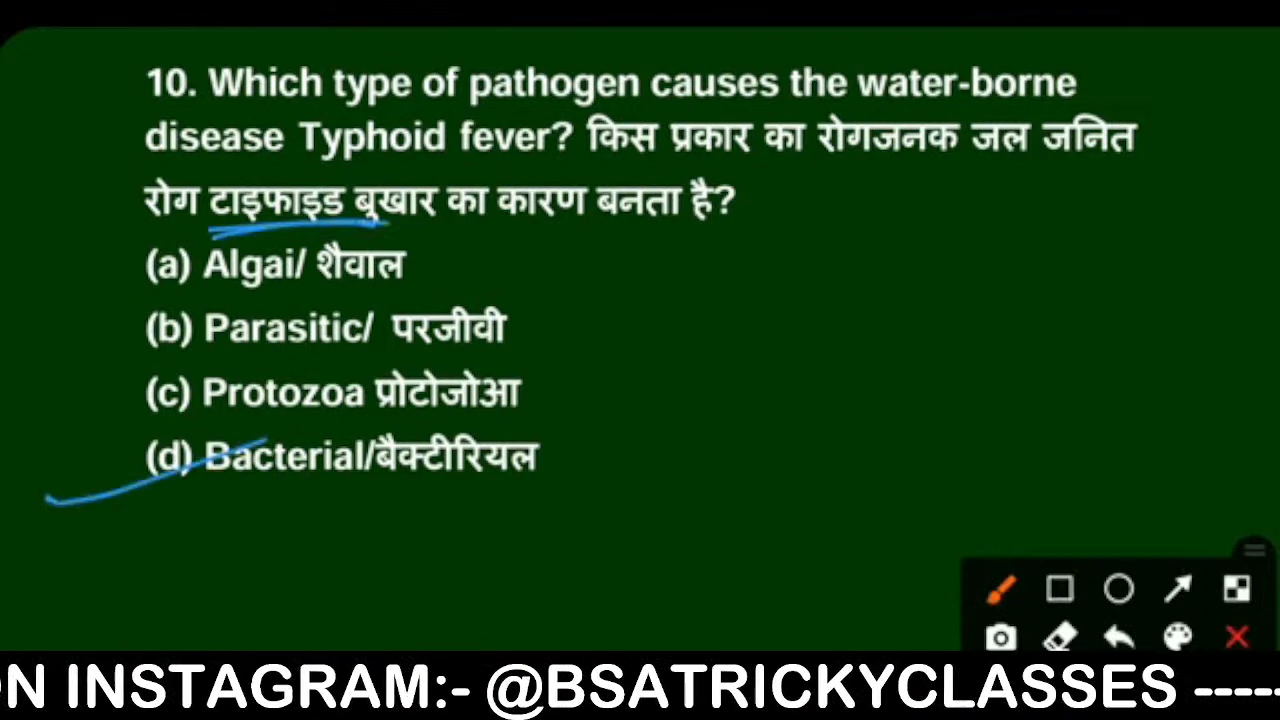 10. Which type of pathogen causes the water-borne
disease Typhoid fever? किस प्रकार का रोगजनक जल जनित
रोग टाइफाइड बुखार का कारण बनता है?
(a) Algai/ शैवाल
(b) Parasitic/ परजीवी
(c) Protozoa प्रोटोजोआ
(d) Bacterial/बैक्टीरियल
ON INSTAGRAM:- @BSATRICKYCLASSES -----